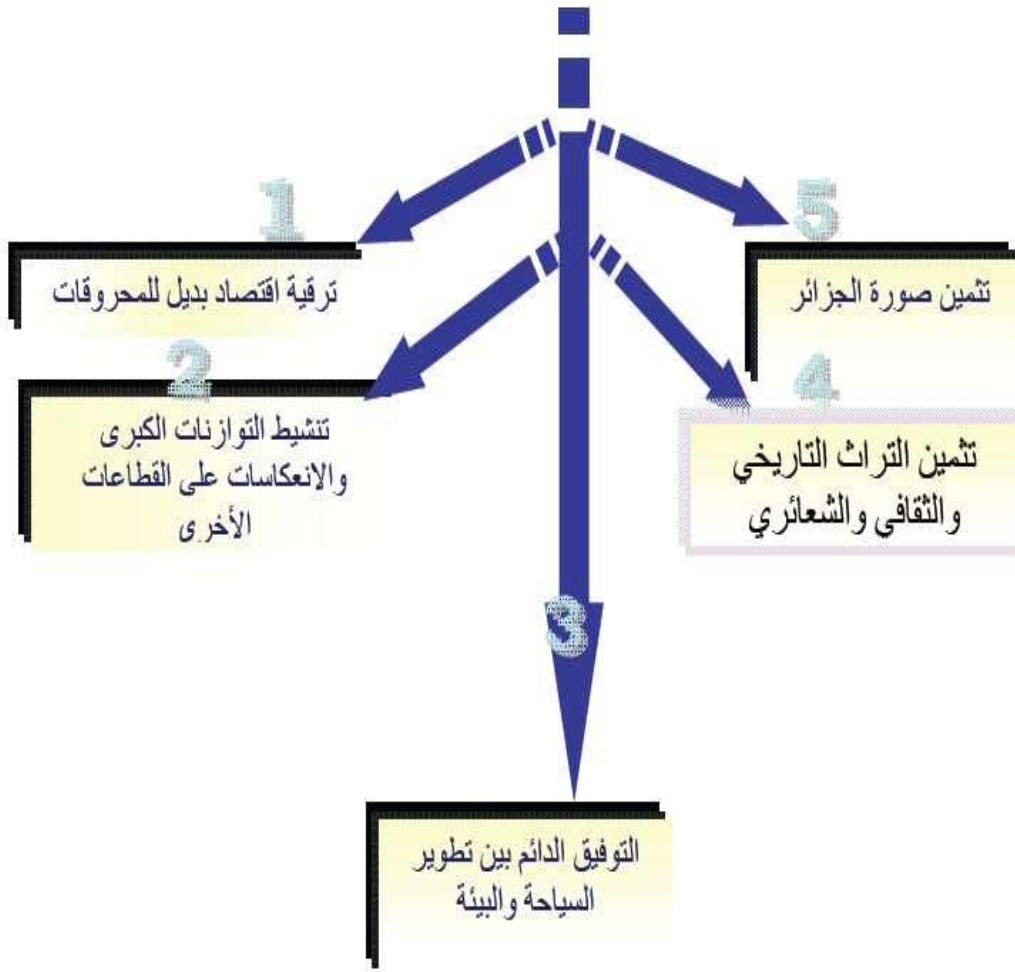 1
ترقية اقتصاد بديل للمحروقات
2
تنشيط التوازنات الكبرى
والانعكاسات على القطاعات
الأخرى
3
التوفيق الدائم بين تطوير
السياحة والبيئة
4
تثمين التراث التاريخي
والثقافي والشعائري
5
تثمين صورة الجزائر